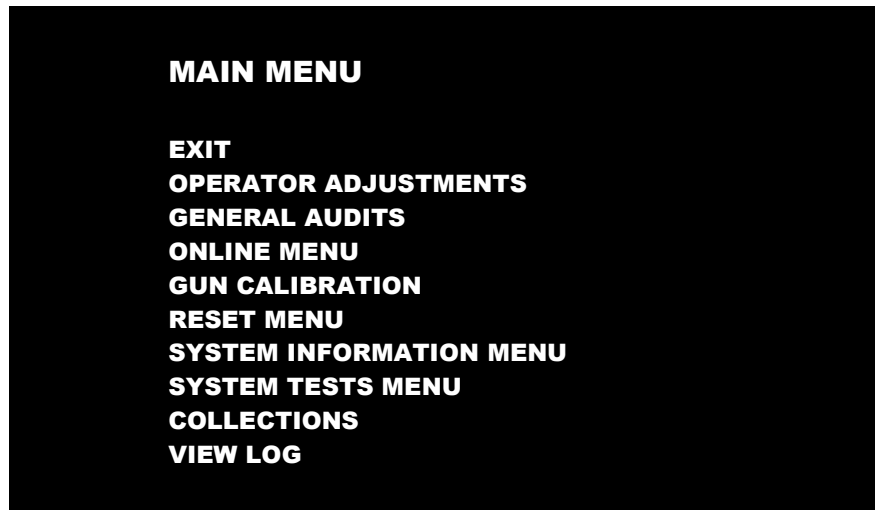 MAIN MENU
EXIT
OPERATOR ADJUSTMENTS
GENERAL AUDITS
ONLINE MENU
GUN CALIBRATION
RESET MENU
SYSTEM INFORMATION MENU
SYSTEM TESTS MENU
COLLECTIONS
VIEW LOG